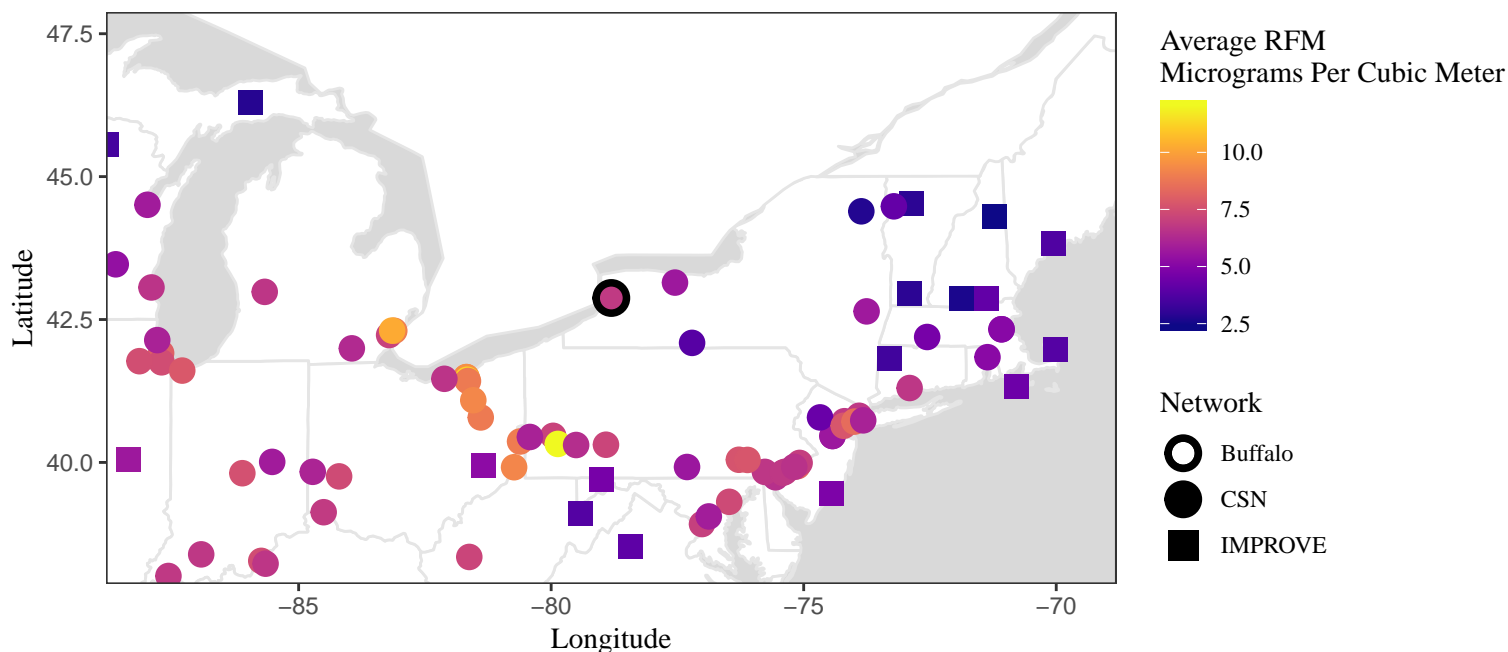 47.5
45.0
42.5
40.0
Latitude
−85
−80
−75
−70
Longitude
Average RFM
Micrograms Per Cubic Meter
10.0
7.5
5.0
2.5
Network
Buffalo
CSN
IMPROVE